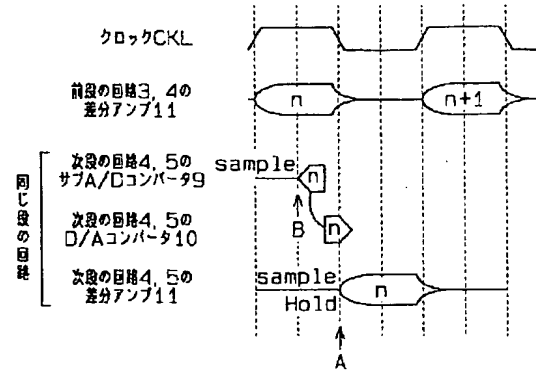 クロックCKL
前段の回路3, 4の
差分アンプ11
n
n+1
同じ段の回路
次段の回路4, 5の
サブA/Dコンバータ9
sample
n
B
次段の回路4, 5の
D/Aコンバータ10
n
次段の回路4, 5の
差分アンプ11
sample
Hold
n
A